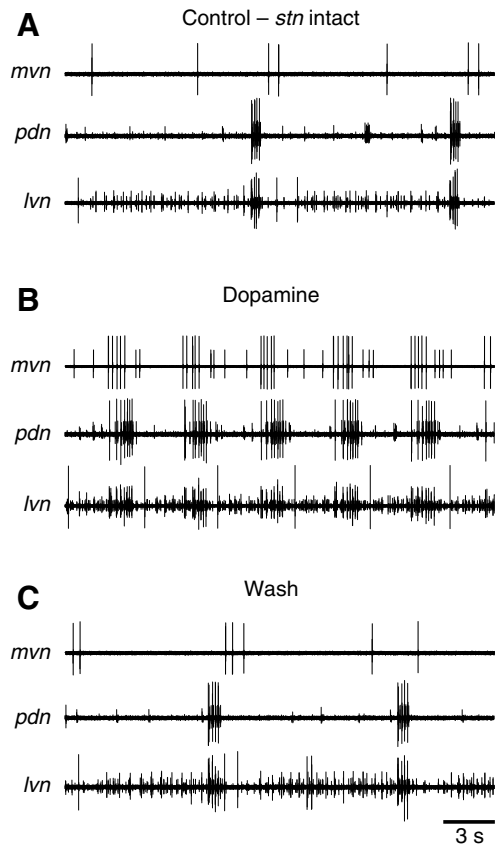 A
Control – stn intact
mvn
pdn
lvn
B
Dopamine
mvn
pdn
lvn
C
Wash
mvn
pdn
lvn
3 s